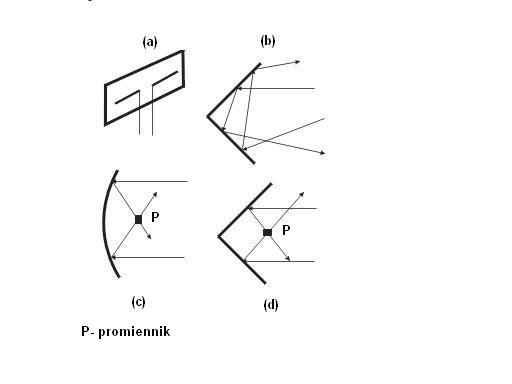 (a) (b)
P P
(c) (d)
P- promiennik